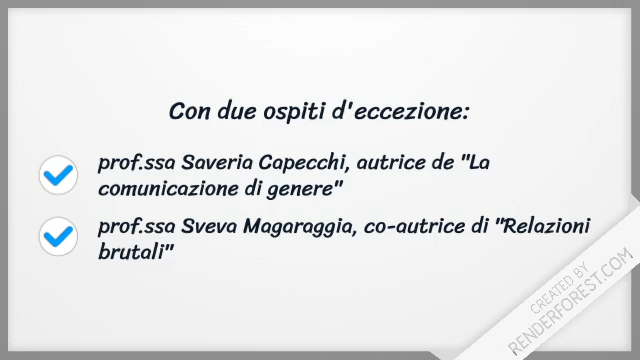 Con due ospiti d'eccezione:
prof.ssa Saveria Capecchi, autrice de "La
comunicazione di genere"
prof.ssa Sveva Magaraggia, co-autrice di "Relazioni
brutali"
CREATED BY
RENDERFOREST.COM